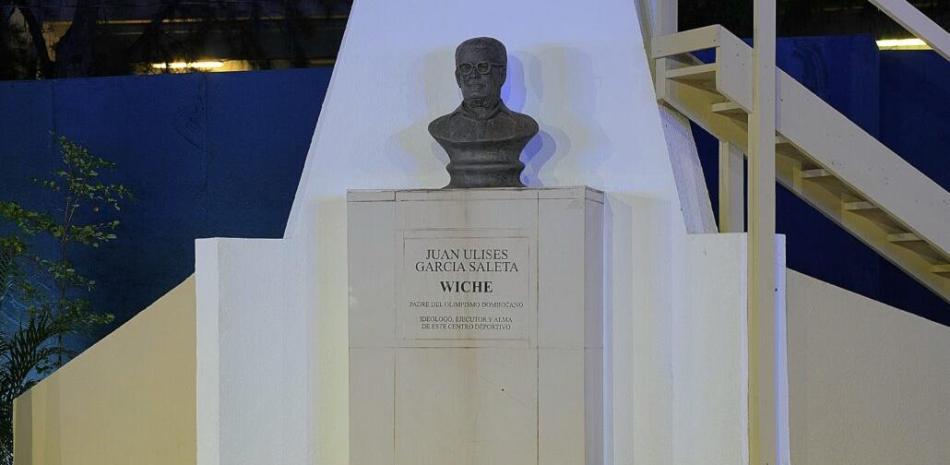 JUAN ULISES
GARCIA SALETA
WICHE
PADRE DEL OLIMPISMO DOMINICANO
IDEOLOGO, EJECUTOR Y ALMA
DE ESTE CENTRO DEPORTIVO